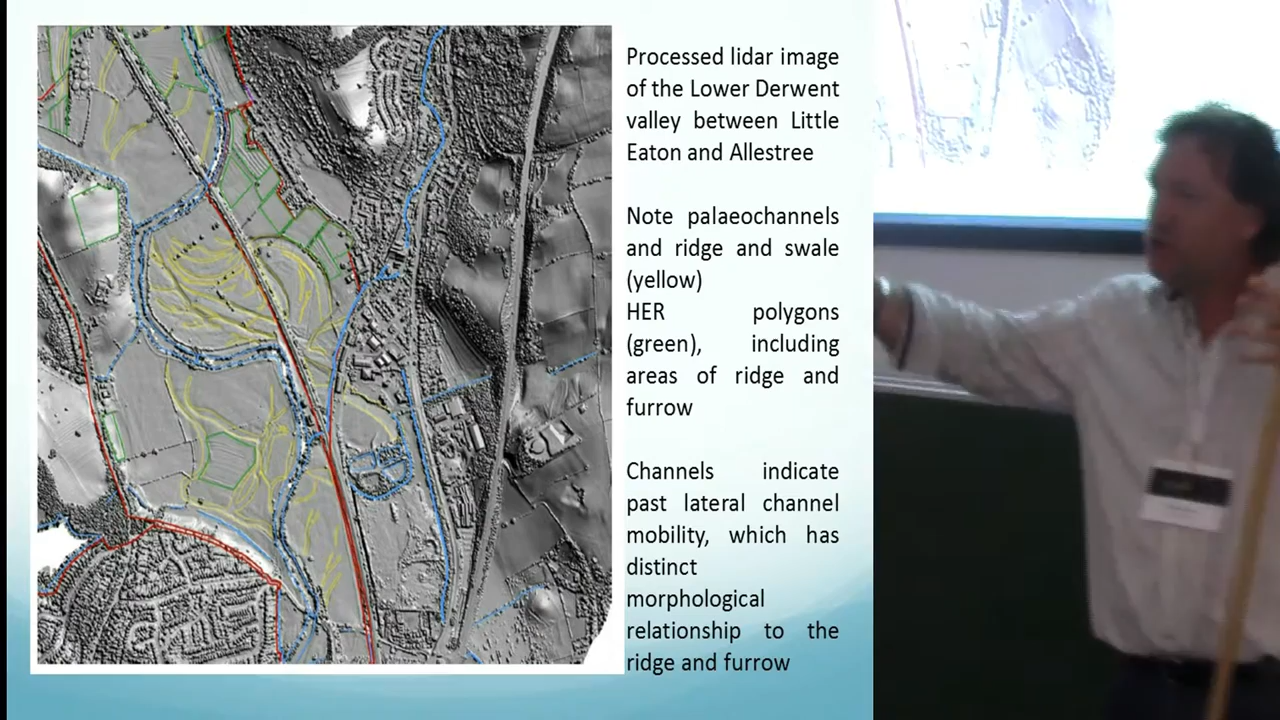 Processed lidar image
of the Lower Derwent
valley between Little
Eaton and Allestree
Note palaeochannels
and ridge and swale
(yellow)
HER polygons
(green), including
areas of ridge and
furrow
Channels indicate
past lateral channel
mobility, which has
distinct
morphological
relationship to the
ridge and furrow